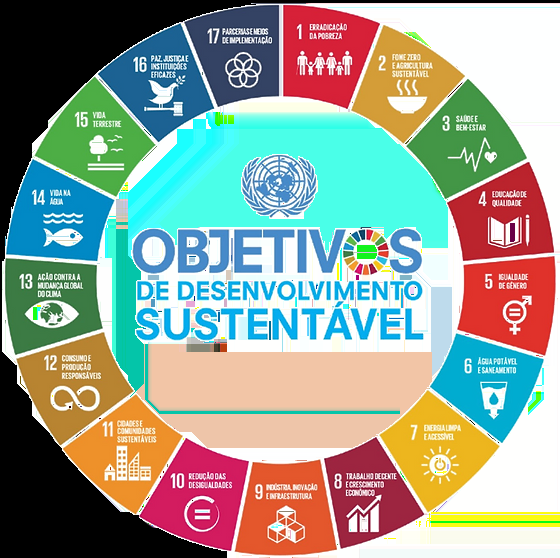 OBJETIVOS
DE DESENVOLVIMENTO
SUSTENTÁVEL
1 ERRADICAÇÃO
DA POBREZA
2 FOME ZERO
E AGRICULTURA
SUSTENTÁVEL
3 SAÚDE E
BEM-ESTAR
4 EDUCAÇÃO DE
QUALIDADE
5 IGUALDADE
DE GÊNERO
6 ÁGUA POTÁVEL
E SANEAMENTO
7 ENERGIA LIMPA
E ACESSÍVEL
8 TRABALHO DECENTE
E CRESCIMENTO
ECONÔMICO
9 INDÚSTRIA, INOVAÇÃO
E INFRAESTRUTURA
10 REDUÇÃO DAS
DESIGUALDADES
11 CIDADES E
COMUNIDADES
SUSTENTÁVEIS
12 CONSUMO E
PRODUÇÃO
RESPONSÁVEIS
13 AÇÃO CONTRA A
MUDANÇA GLOBAL
DO CLIMA
14 VIDA NA
ÁGUA
15 VIDA
TERRESTRE
16 PAZ, JUSTIÇA E
INSTITUIÇÕES
EFICAZES
17 PARCERIAS E MEIOS
DE IMPLEMENTAÇÃO